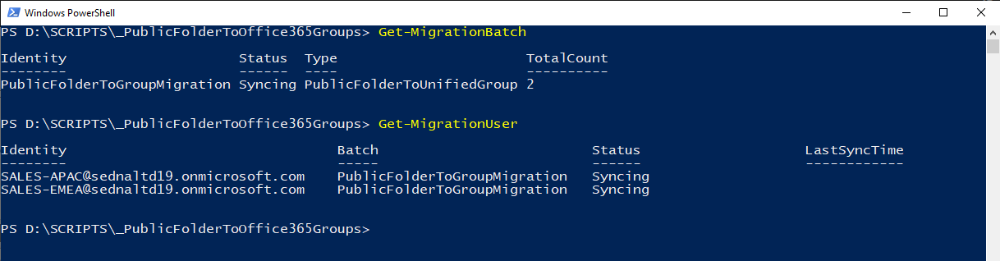 Windows PowerShell
PS D:\SCRIPTS\_PublicFolderToOffice365Groups> Get-MigrationBatch
Identity Status Type TotalCount
-------- ------ ---- ----------
PublicFolderToGroupMigration Syncing PublicFolderToUnifiedGroup 2
PS D:\SCRIPTS\_PublicFolderToOffice365Groups> Get-MigrationUser
Identity Batch Status LastSyncTime
-------- ----- ------ ------------
SALES-APAC@sednaltd19.onmicrosoft.com PublicFolderToGroupMigration Syncing
SALES-EMEA@sednaltd19.onmicrosoft.com PublicFolderToGroupMigration Syncing
PS D:\SCRIPTS\_PublicFolderToOffice365Groups>